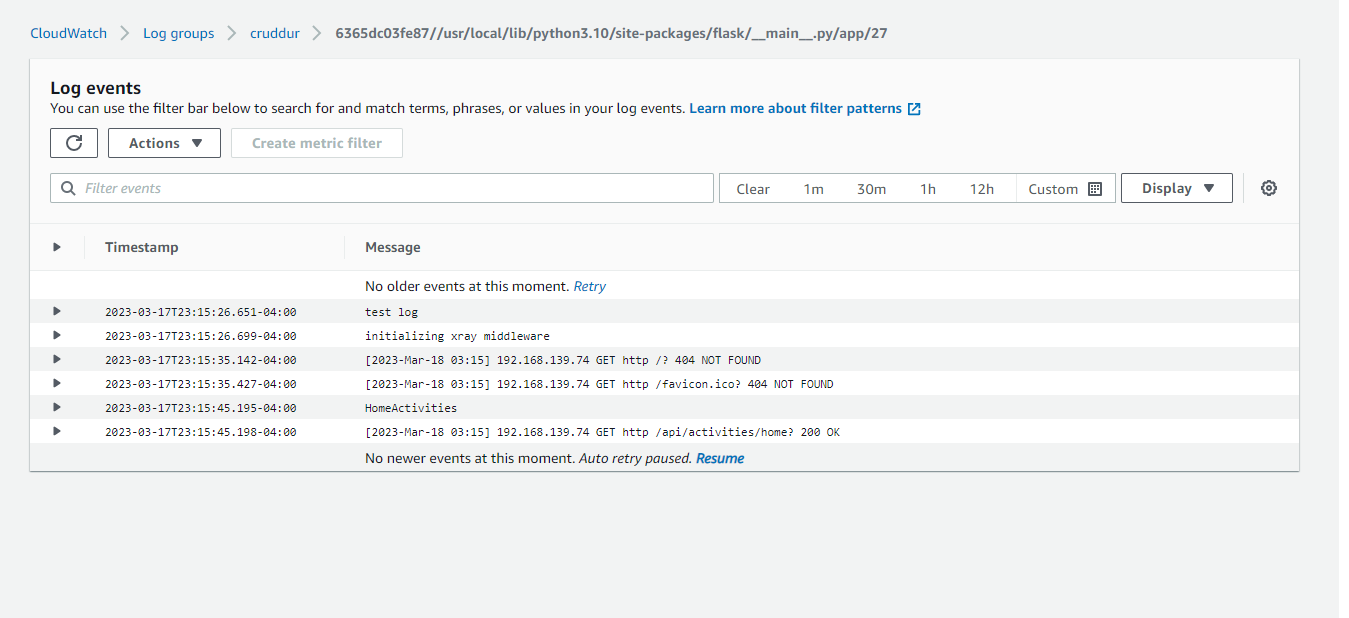 CloudWatch > Log groups > cruddur > 6365dc03fe87//usr/local/lib/python3.10/site-packages/flask/__main__.py/app/27
Log events
You can use the filter bar below to search for and match terms, phrases, or values in your log events. Learn more about filter patterns
Actions Create metric filter
Filter events Clear 1m 30m 1h 12h Custom Display
Timestamp Message
No older events at this moment. Retry
2023-03-17T23:15:26.651-04:00 test log
2023-03-17T23:15:26.699-04:00 initializing xray middleware
2023-03-17T23:15:35.142-04:00 [2023-Mar-18 03:15] 192.168.139.74 GET http /? 404 NOT FOUND
2023-03-17T23:15:35.427-04:00 [2023-Mar-18 03:15] 192.168.139.74 GET http /favicon.ico? 404 NOT FOUND
2023-03-17T23:15:45.195-04:00 HomeActivities
2023-03-17T23:15:45.198-04:00 [2023-Mar-18 03:15] 192.168.139.74 GET http /api/activities/home? 200 OK
No newer events at this moment. Auto retry paused. Resume